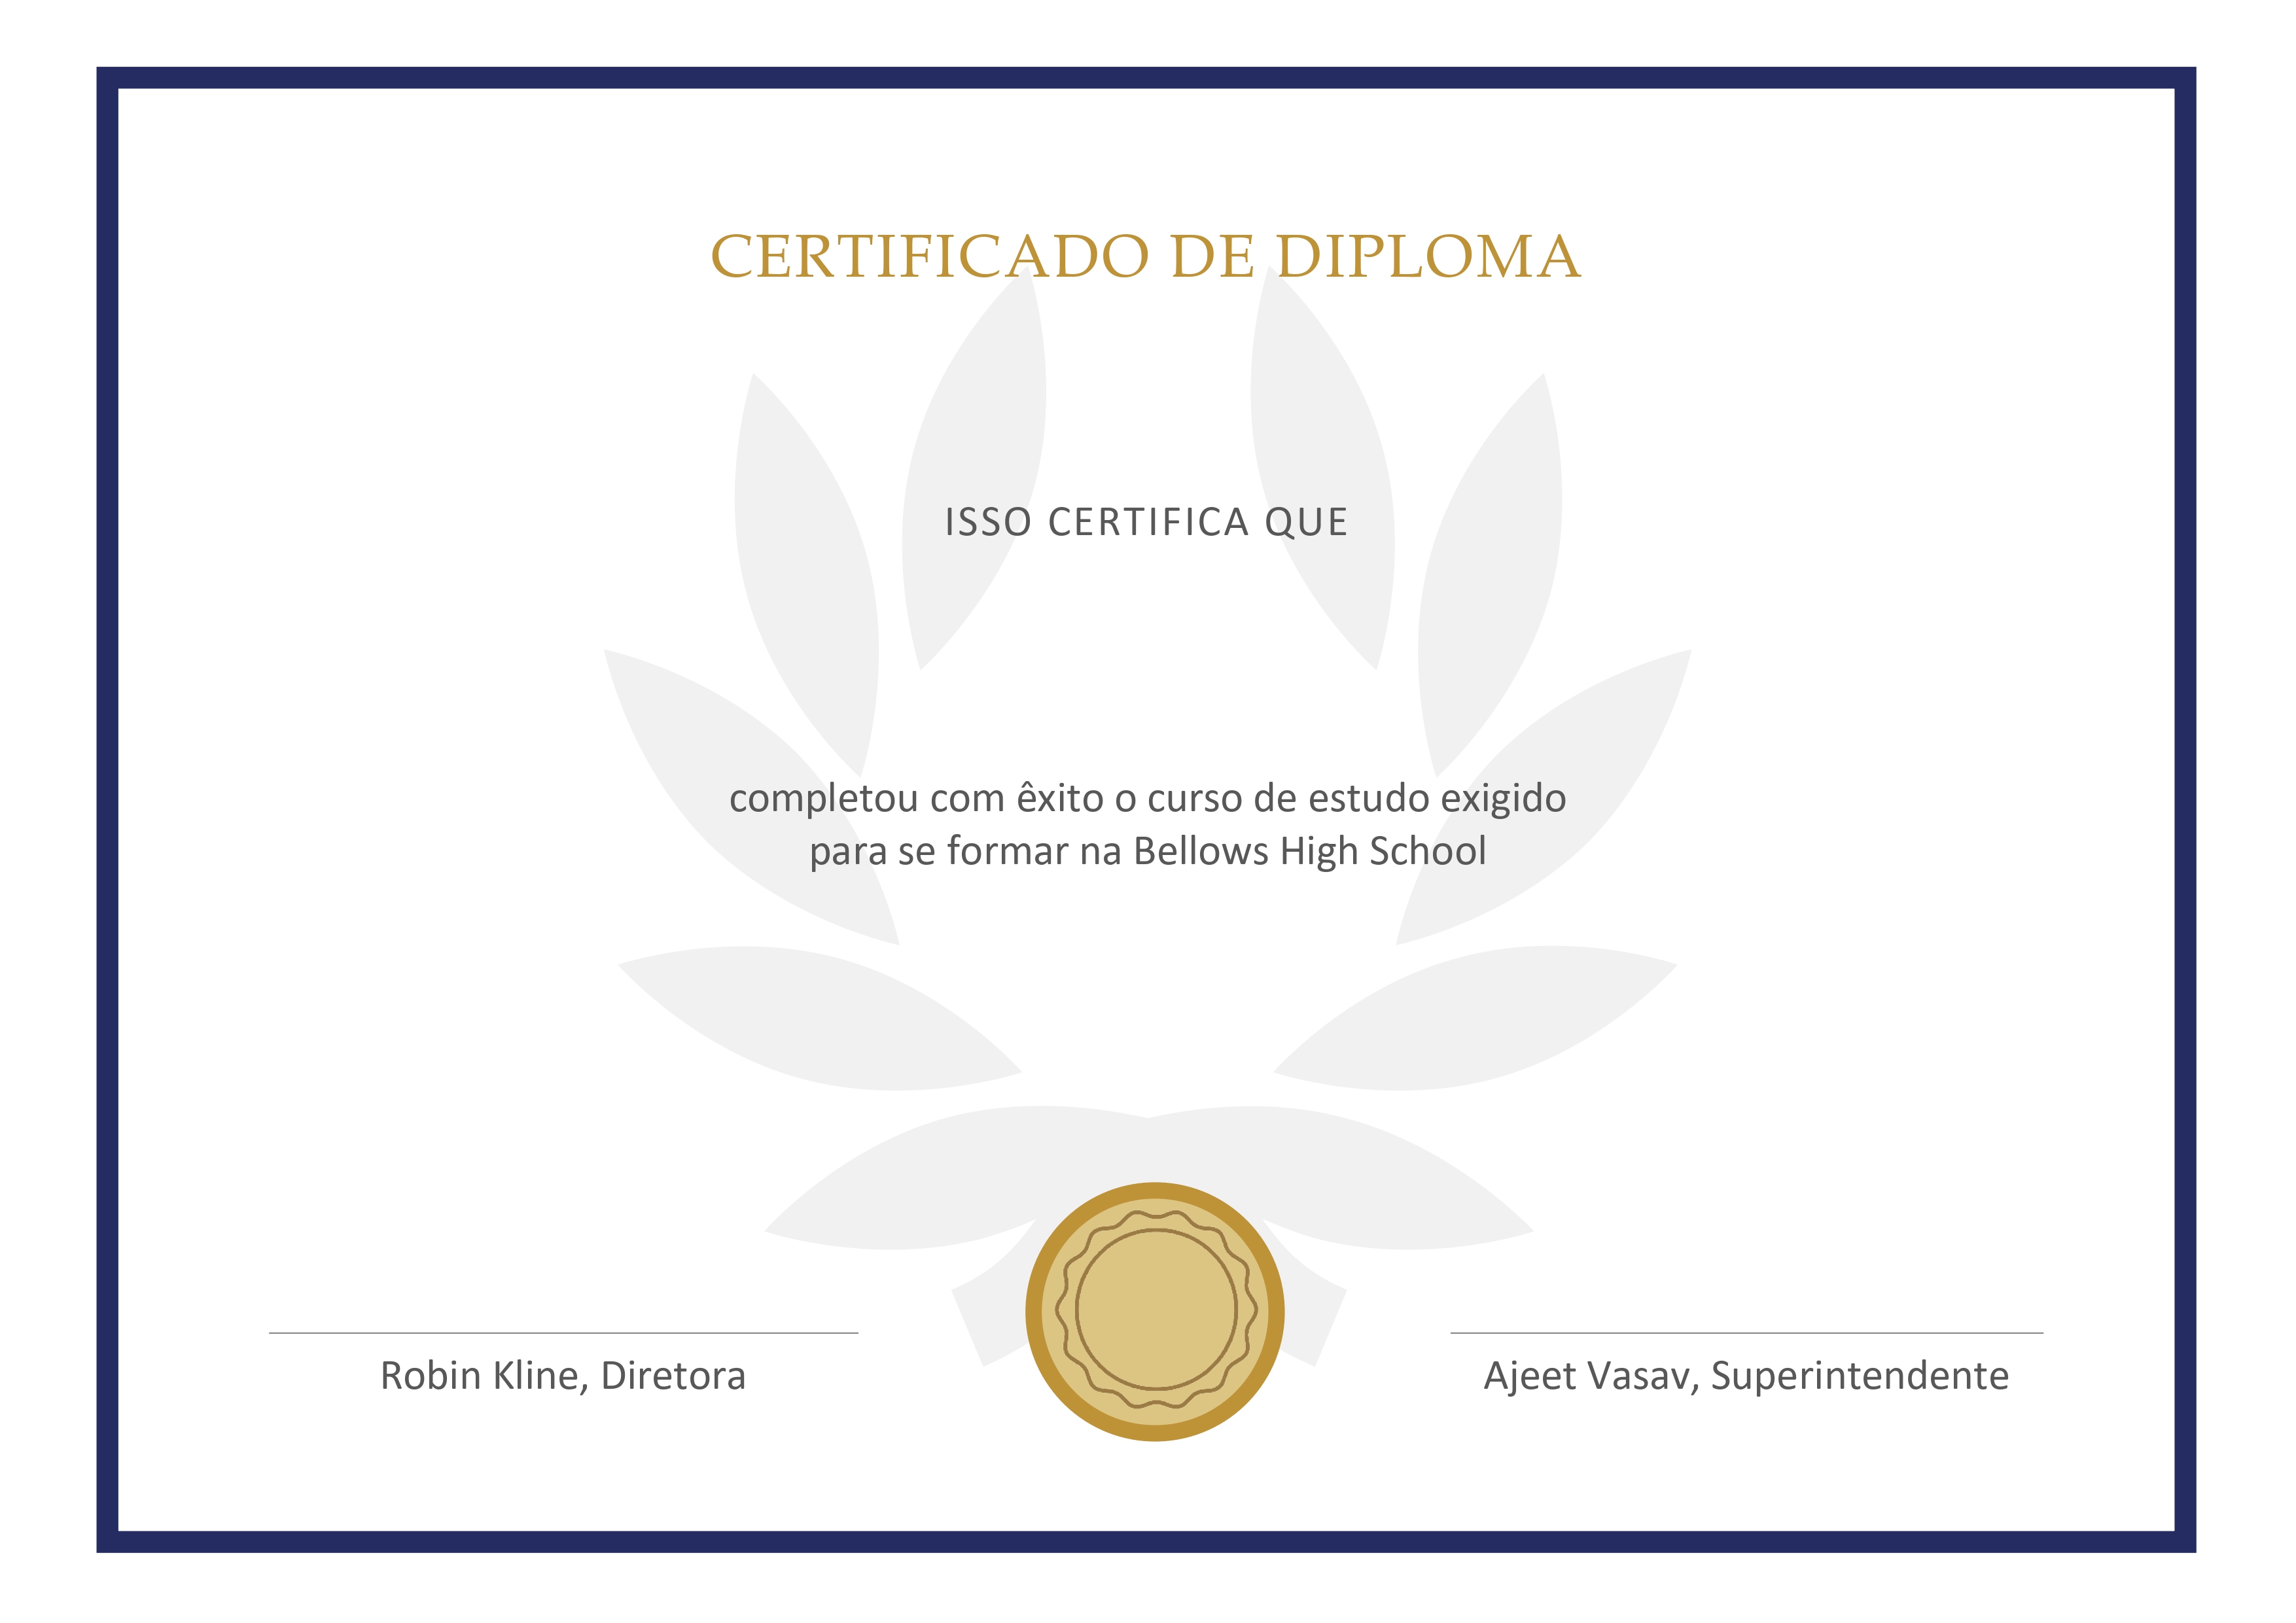 CERTIFICADO DE DIPLOMA
ISSO CERTIFICA QUE
completou com êxito o curso de estudo exigido
para se formar na Bellows High School
Robin Kline, Diretora
Ajeet Vasav, Superintendente